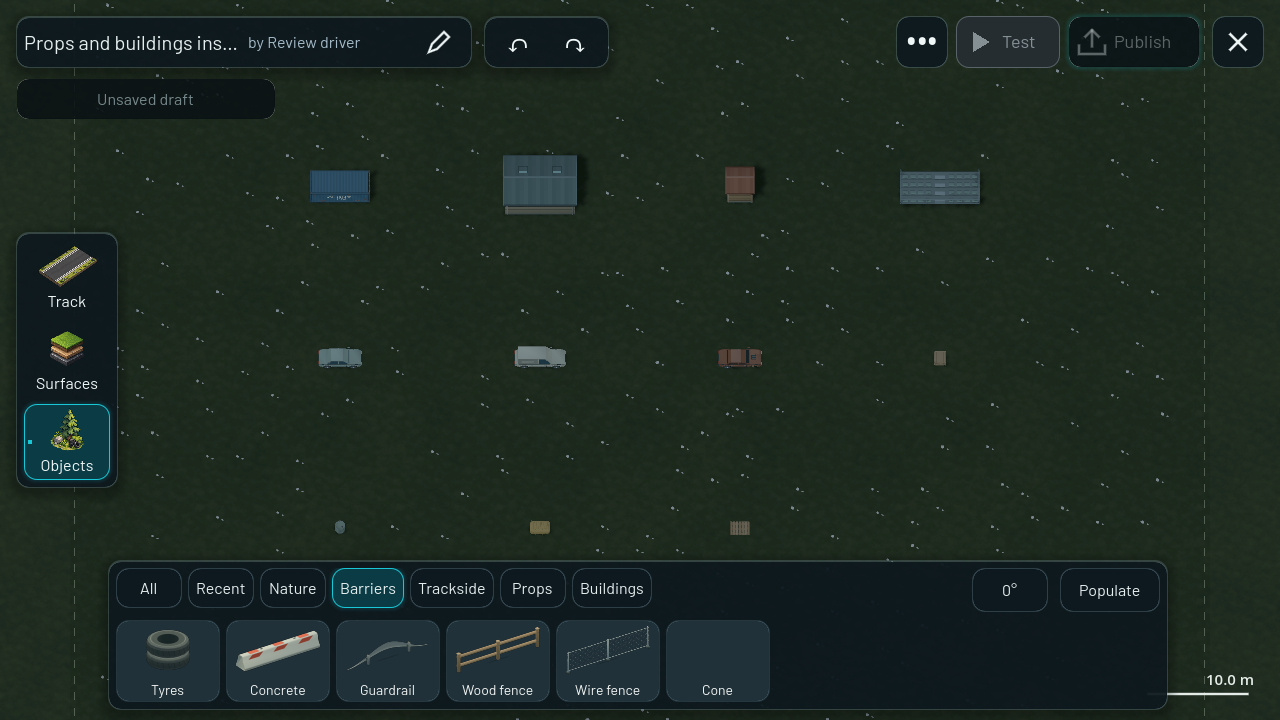 Props and buildings ins... by Review driver
Test
Publish
Unsaved draft
Track
Surfaces
Objects
All
Recent
Nature
Barriers
Trackside
Props
Buildings
0°
Populate
Tyres
Concrete
Guardrail
Wood fence
Wire fence
Cone
10.0 m